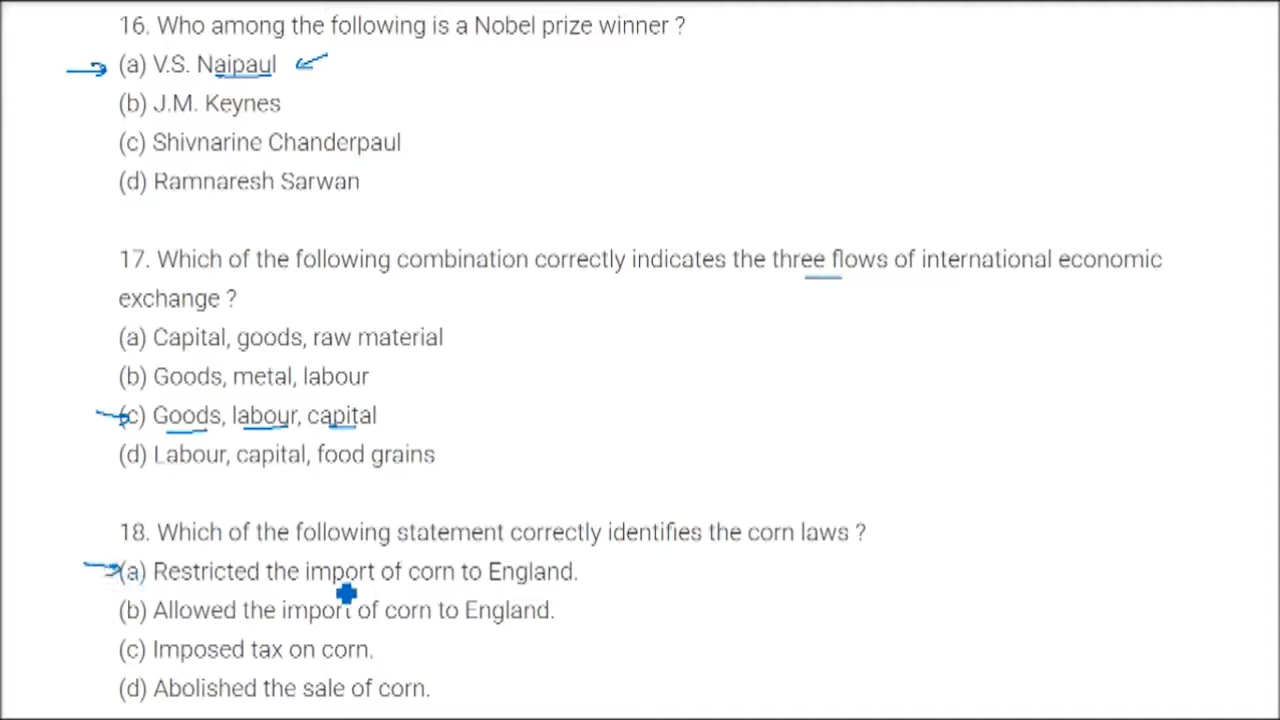 16. Who among the following is a Nobel prize winner ?
(a) V.S. Naipaul
(b) J.M. Keynes
(c) Shivnarine Chanderpaul
(d) Ramnaresh Sarwan
17. Which of the following combination correctly indicates the three flows of international economic
exchange ?
(a) Capital, goods, raw material
(b) Goods, metal, labour
(c) Goods, labour, capital
(d) Labour, capital, food grains
18. Which of the following statement correctly identifies the corn laws ?
(a) Restricted the import of corn to England.
(b) Allowed the import of corn to England.
(c) Imposed tax on corn.
(d) Abolished the sale of corn.